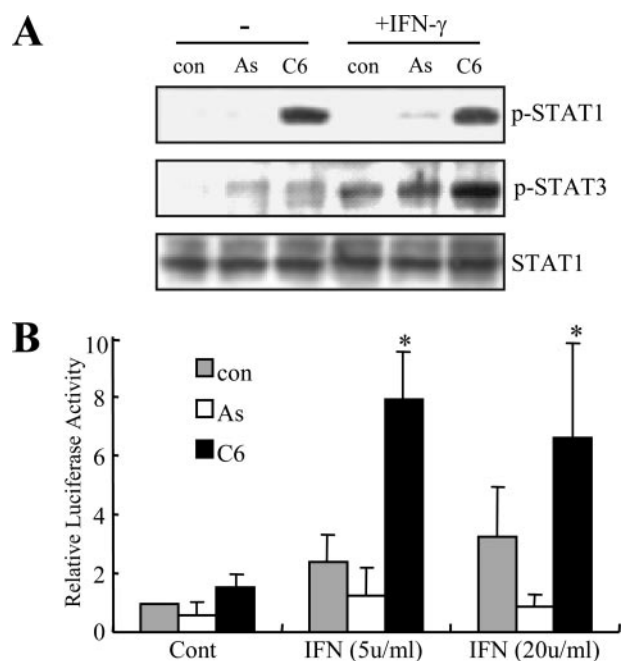 A
- +IFN-γ
con As C6 con As C6
p-STAT1
p-STAT3
STAT1
B
Relative Luciferase Activity
10
8
6
4
2
0
con
As
C6
*
*
Cont IFN (5u/ml) IFN (20u/ml)